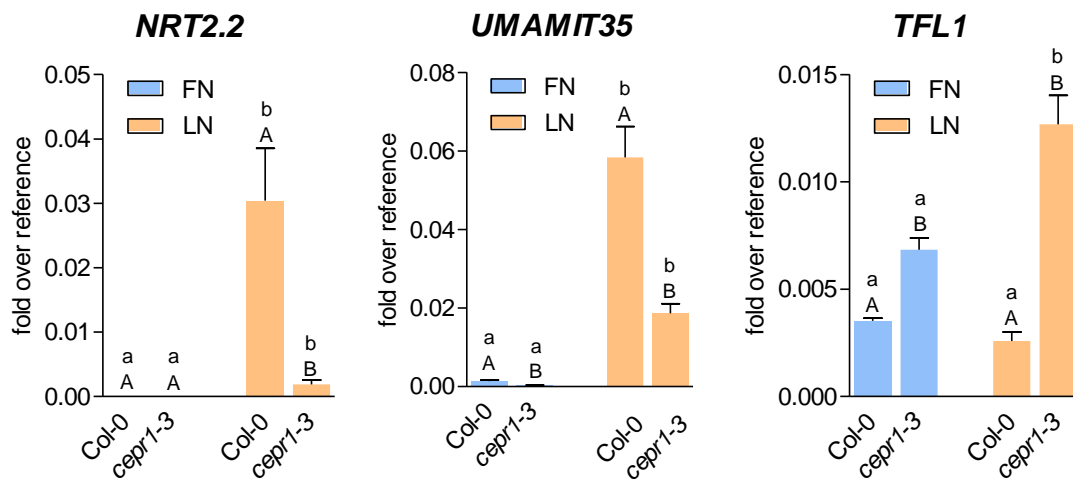 NRT2.2
fold over reference
0.05
0.04
0.03
0.02
0.01
0.00
FN
LN
a
A
a
A
b
A
b
B
Col-0
cepr1-3
Col-0
cepr1-3
UMAMIT35
fold over reference
0.08
0.06
0.04
0.02
0.00
FN
LN
a
A
a
B
b
A
b
B
Col-0
cepr1-3
Col-0
cepr1-3
TFL1
fold over reference
0.015
0.010
0.005
0.000
FN
LN
a
A
a
B
a
A
b
B
Col-0
cepr1-3
Col-0
cepr1-3